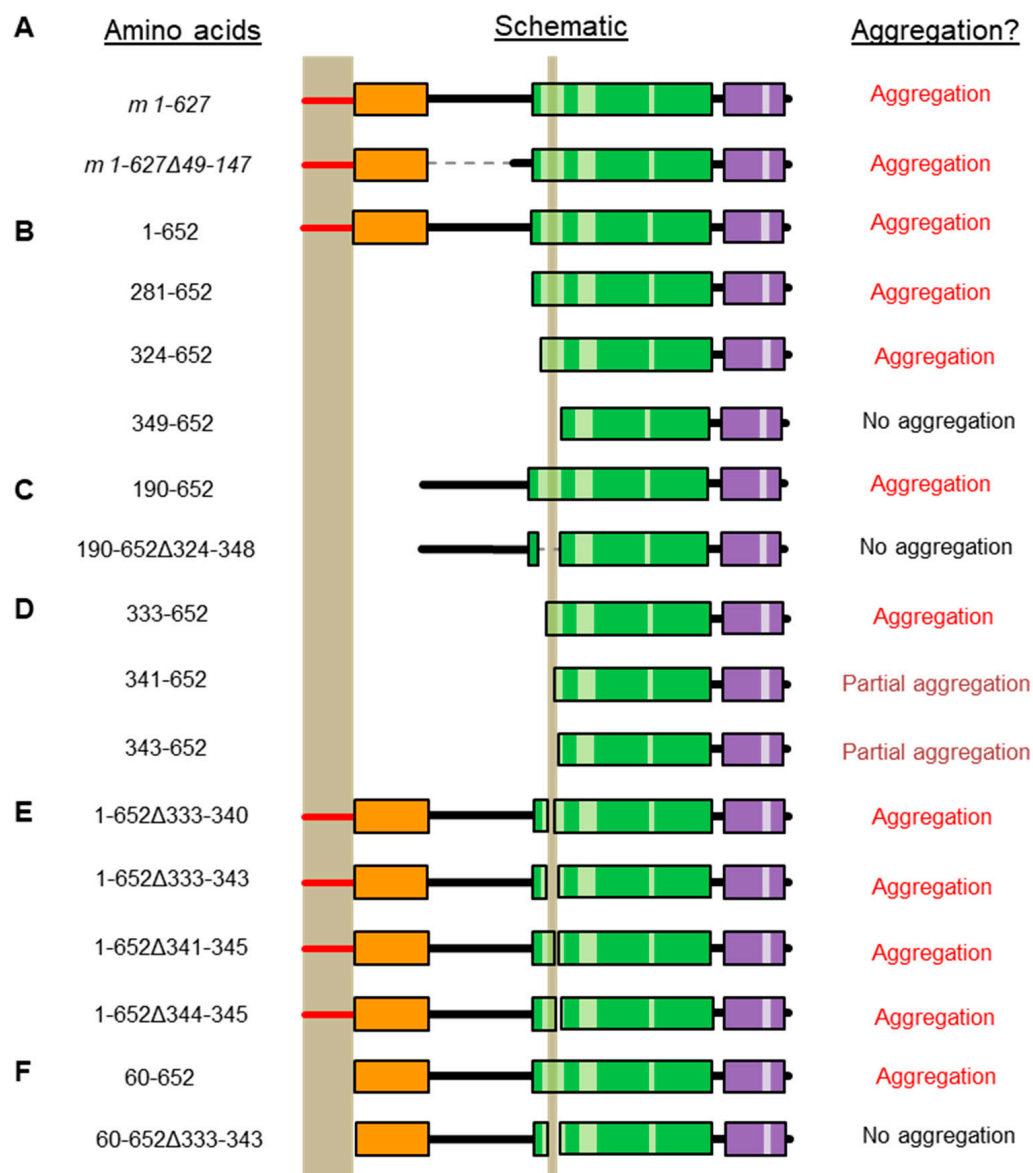 A Amino acids Schematic Aggregation?
m 1-627 Aggregation
m 1-627Δ49-147 Aggregation
B 1-652 Aggregation
281-652 Aggregation
324-652 Aggregation
349-652 No aggregation
C 190-652 Aggregation
190-652Δ324-348 No aggregation
D 333-652 Aggregation
341-652 Partial aggregation
343-652 Partial aggregation
E 1-652Δ333-340 Aggregation
1-652Δ333-343 Aggregation
1-652Δ341-345 Aggregation
1-652Δ344-345 Aggregation
F 60-652 Aggregation
60-652Δ333-343 No aggregation